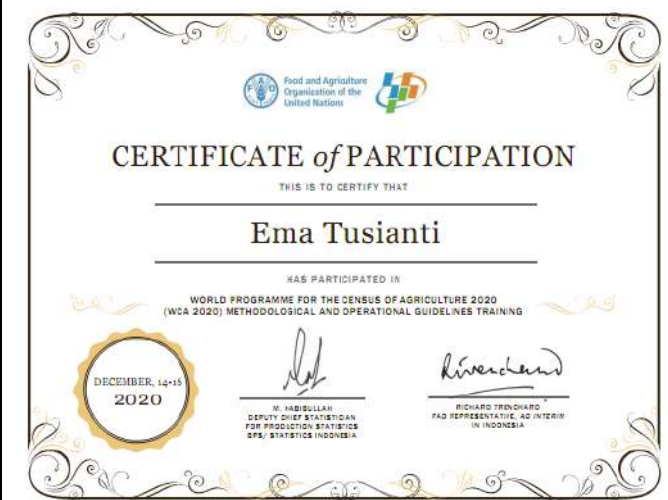 FAO
Food and Agriculture
Organization of the
United Nations
CERTIFICATE of PARTICIPATION
THIS IS TO CERTIFY THAT
Ema Tusianti
HAS PARTICIPATED IN
WORLD PROGRAMME FOR THE CENSUS OF AGRICULTURE 2020
(WCA 2020) METHODOLOGICAL AND OPERATIONAL GUIDELINES TRAINING
DECEMBER, 14-16
2020
M. HABIBULLAH
DEPUTY CHIEF STATISTICIAN
FOR PRODUCTION STATISTICS
BPS/ STATISTICS INDONESIA
RICHARD TRENCHARD
FAO REPRESENTATIVE, AD INTERIM
IN INDONESIA